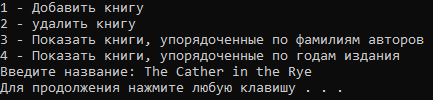 1 - Добавить книгу
2 - удалить книгу
3 - Показать книги, упорядоченные по фамилиям авторов
4 - Показать книги, упорядоченные по годам издания
Введите название: The Cather in the Rye
Для продолжения нажмите любую клавишу . . .